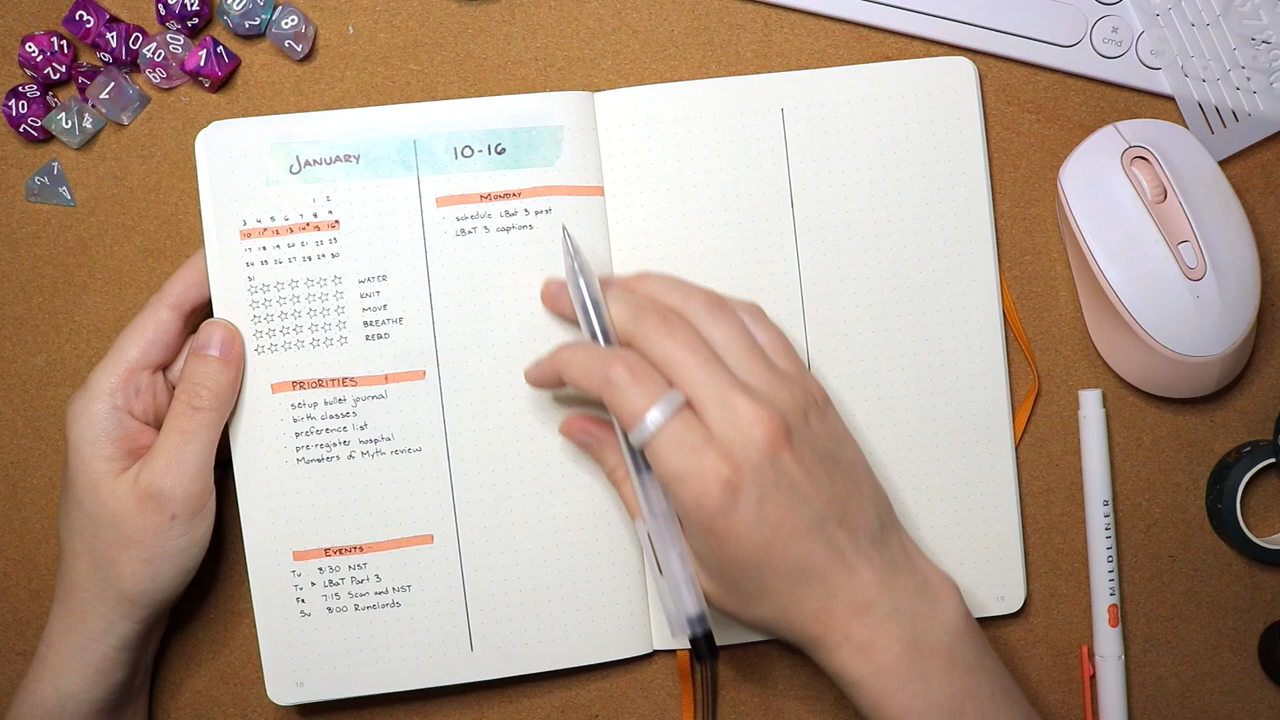 JANUARY
10-16
1 2
3 4 5 6 7 8 9
10 11* 12 13 14* 15 16*
17 18 19 20 21 22 23
24 25 26 27 28 29 30
31
WATER
KNIT
MOVE
BREATHE
READ
PRIORITIES
· setup bullet journal
· birth classes
· preference list
· pre-register hospital
· Monsters of Myth review
EVENTS
Tu 8:30 NST
Tu LBaT Part 3
Fr 7:15 Scan and NST
Su 8:00 Runelords
18
MONDAY
· schedule LBaT 3 post
· LBaT 3 captions
19
cmd
MILDLINER